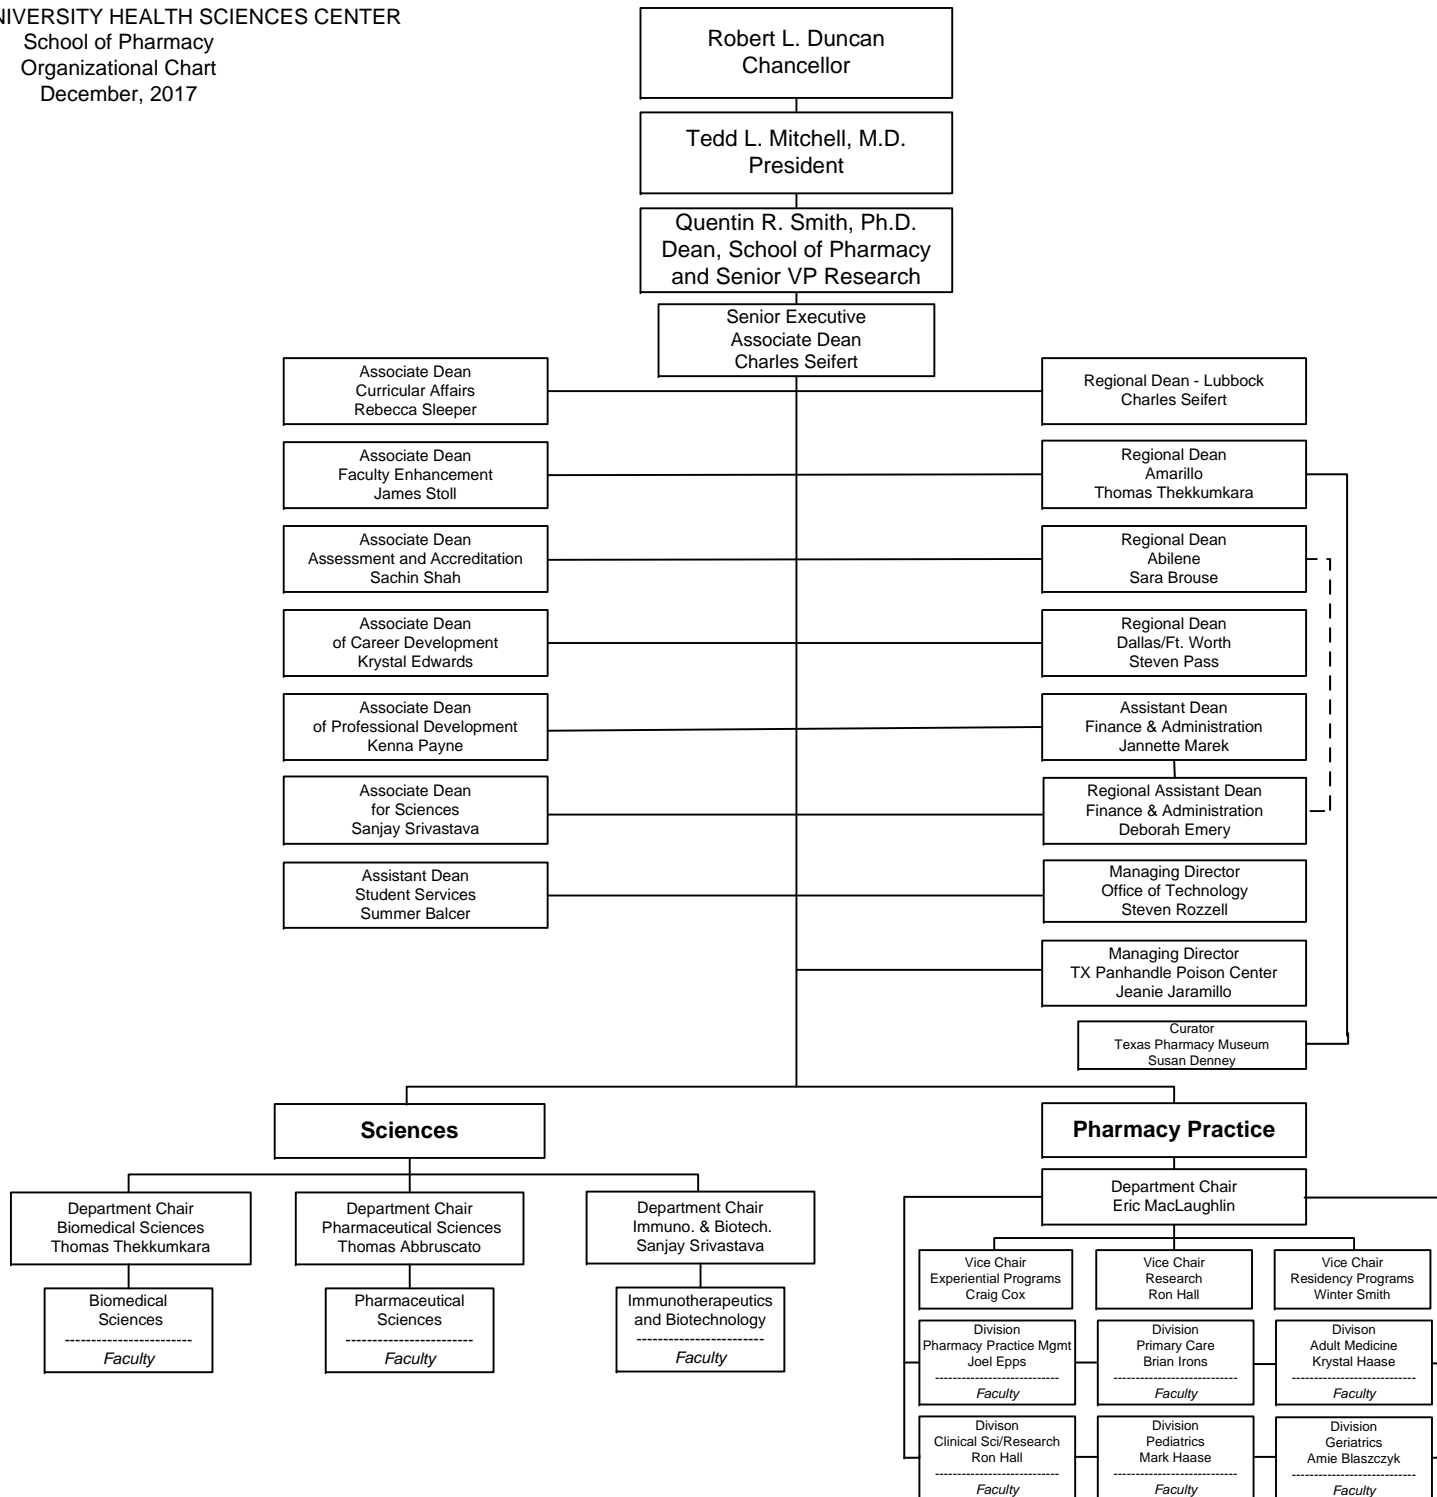 UNIVERSITY HEALTH SCIENCES CENTER
School of Pharmacy
Organizational Chart
December, 2017
Robert L. Duncan
Chancellor
Tedd L. Mitchell, M.D.
President
Quentin R. Smith, Ph.D.
Dean, School of Pharmacy
and Senior VP Research
Senior Executive
Associate Dean
Charles Seifert
Associate Dean
Curricular Affairs
Rebecca Sleeper
Regional Dean - Lubbock
Charles Seifert
Associate Dean
Faculty Enhancement
James Stoll
Regional Dean
Amarillo
Thomas Thekkumkara
Associate Dean
Assessment and Accreditation
Sachin Shah
Regional Dean
Abilene
Sara Brouse
Associate Dean
of Career Development
Krystal Edwards
Regional Dean
Dallas/Ft. Worth
Steven Pass
Associate Dean
of Professional Development
Kenna Payne
Assistant Dean
Finance & Administration
Jannette Marek
Associate Dean
for Sciences
Sanjay Srivastava
Regional Assistant Dean
Finance & Administration
Deborah Emery
Assistant Dean
Student Services
Summer Balcer
Managing Director
Office of Technology
Steven Rozzell
Managing Director
TX Panhandle Poison Center
Jeanie Jaramillo
Curator
Texas Pharmacy Museum
Susan Denney
Sciences
Pharmacy Practice
Department Chair
Biomedical Sciences
Thomas Thekkumkara
Department Chair
Pharmaceutical Sciences
Thomas Abbruscato
Department Chair
Immuno. & Biotech.
Sanjay Srivastava
Department Chair
Eric MacLaughlin
Biomedical
Sciences
------------------------
Faculty
Pharmaceutical
Sciences
------------------------
Faculty
Immunotherapeutics
and Biotechnology
------------------------
Faculty
Vice Chair
Experiential Programs
Craig Cox
Vice Chair
Research
Ron Hall
Vice Chair
Residency Programs
Winter Smith
Division
Pharmacy Practice Mgmt
Joel Epps
----------------------------
Faculty
Division
Primary Care
Brian Irons
----------------------------
Faculty
Divison
Adult Medicine
Krystal Haase
----------------------------
Faculty
Divison
Clinical Sci/Research
Ron Hall
----------------------------
Faculty
Division
Pediatrics
Mark Haase
----------------------------
Faculty
Division
Geriatrics
Amie Blaszczyk
----------------------------
Faculty